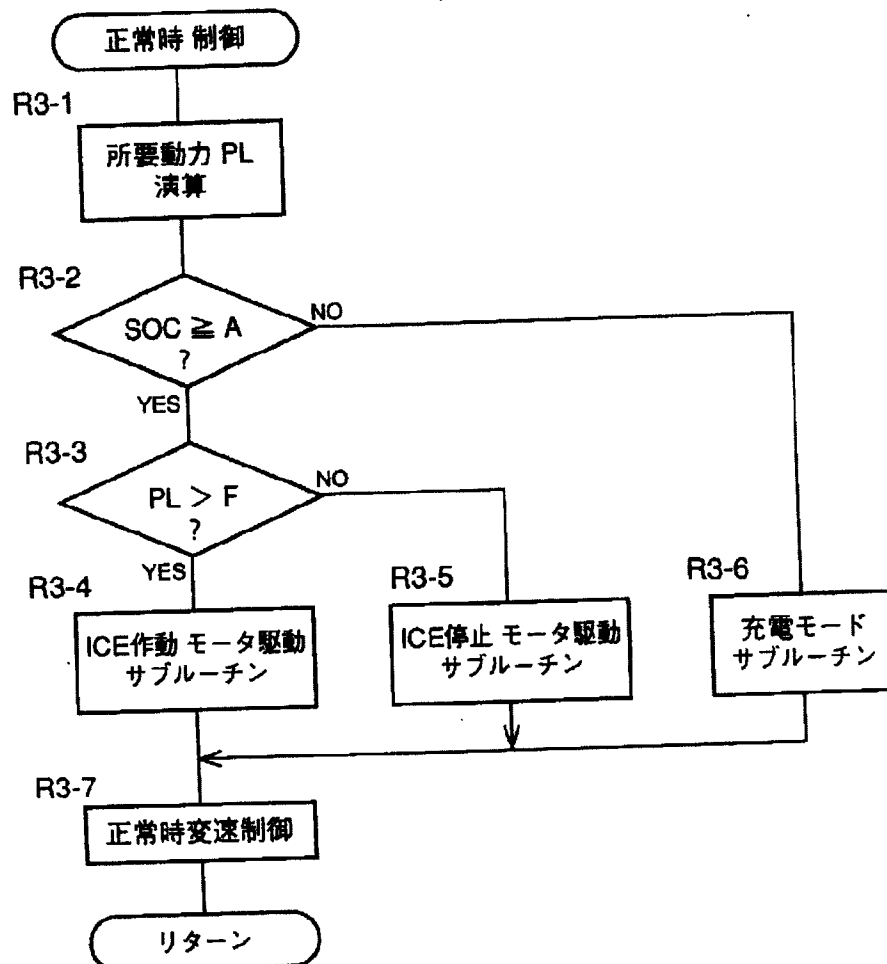 正常時 制御
R3-1
所要動力 PL
演算
R3-2
SOC ≧ A
?
NO
YES
R3-3
PL > F
?
NO
YES
R3-4
ICE作動 モータ駆動
サブルーチン
R3-5
ICE停止 モータ駆動
サブルーチン
R3-6
充電モード
サブルーチン
R3-7
正常時変速制御
リターン